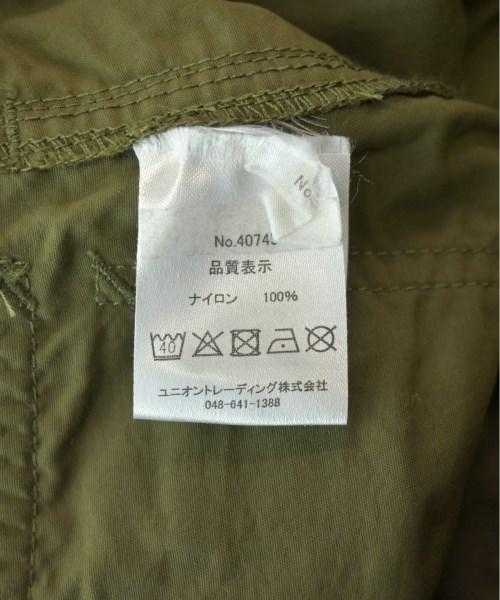 No.
品質表示
ナイロン 100%
40
ユニオントレーディング株式会社
048-641-1388